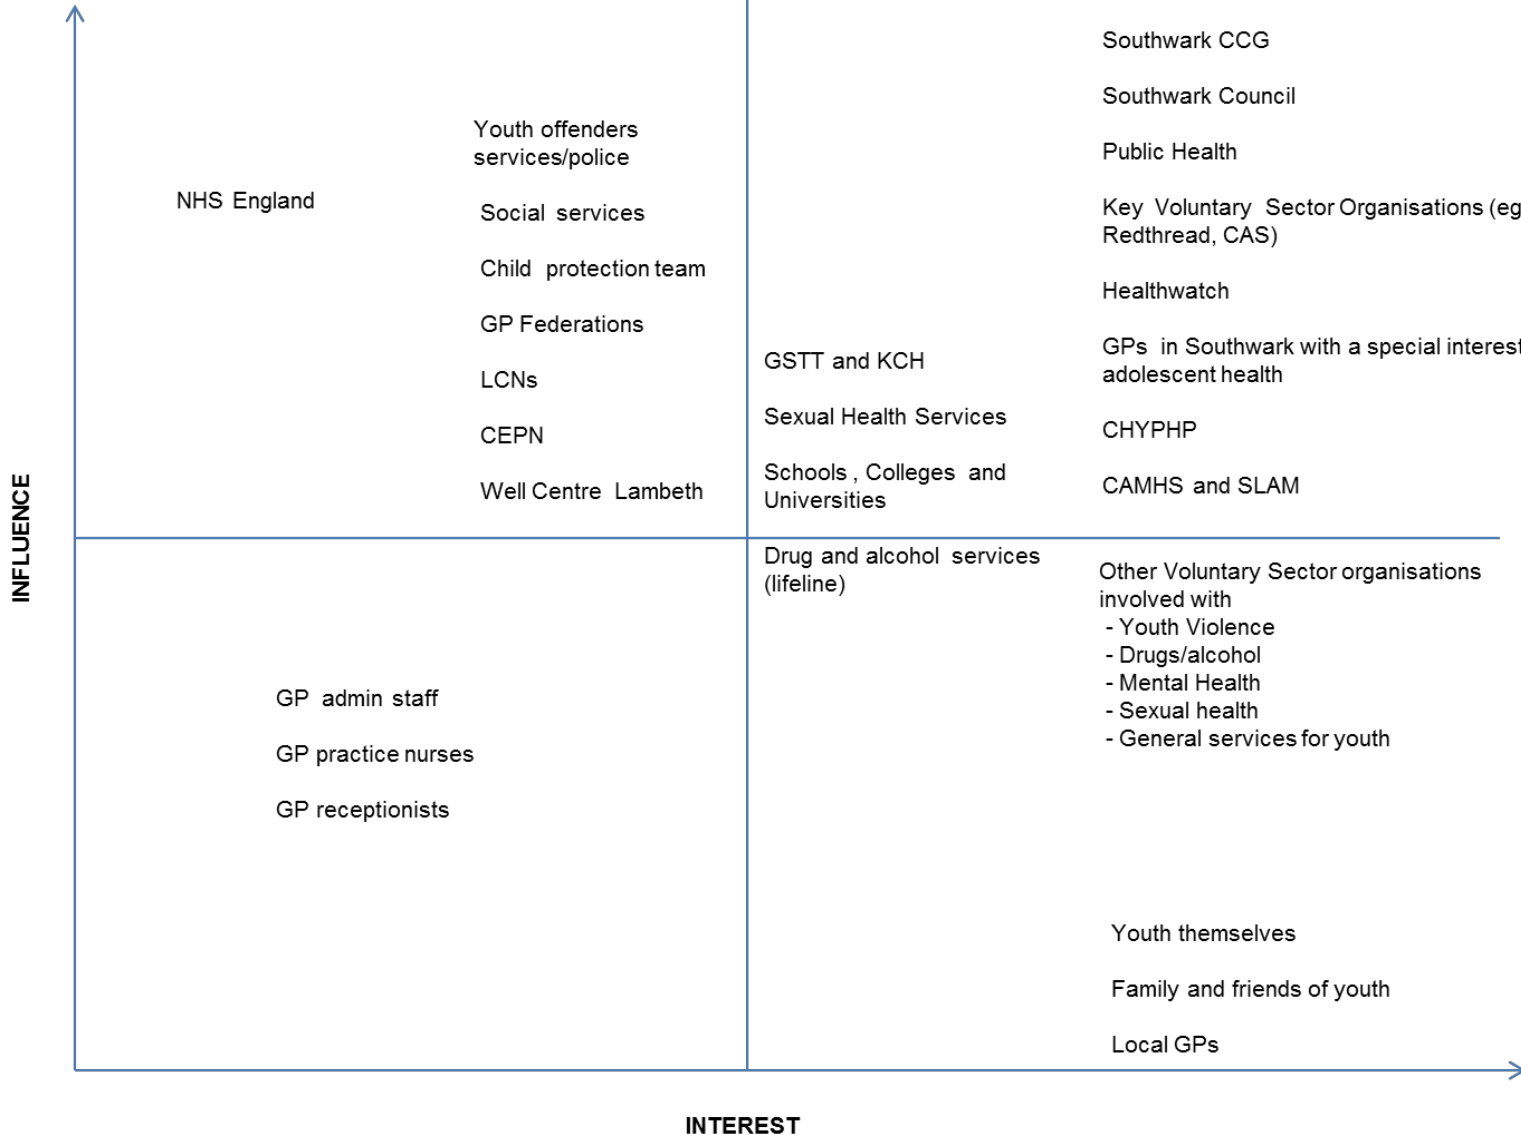 NHS England
Youth offenders
services/police
Social services
Child protection team
GP Federations
LCNs
CEPN
Well Centre Lambeth
GSTT and KCH
Sexual Health Services
Schools , Colleges and
Universities
Southwark CCG
Southwark Council
Public Health
Key Voluntary Sector Organisations (eg
Redthread, CAS)
Healthwatch
GPs in Southwark with a special interest
adolescent health
CHYPHP
CAMHS and SLAM
INFLUENCE
GP admin staff
GP practice nurses
GP receptionists
Drug and alcohol services
(lifeline)
Other Voluntary Sector organisations
involved with
- Youth Violence
- Drugs/alcohol
- Mental Health
- Sexual health
- General services for youth
Youth themselves
Family and friends of youth
Local GPs
INTEREST